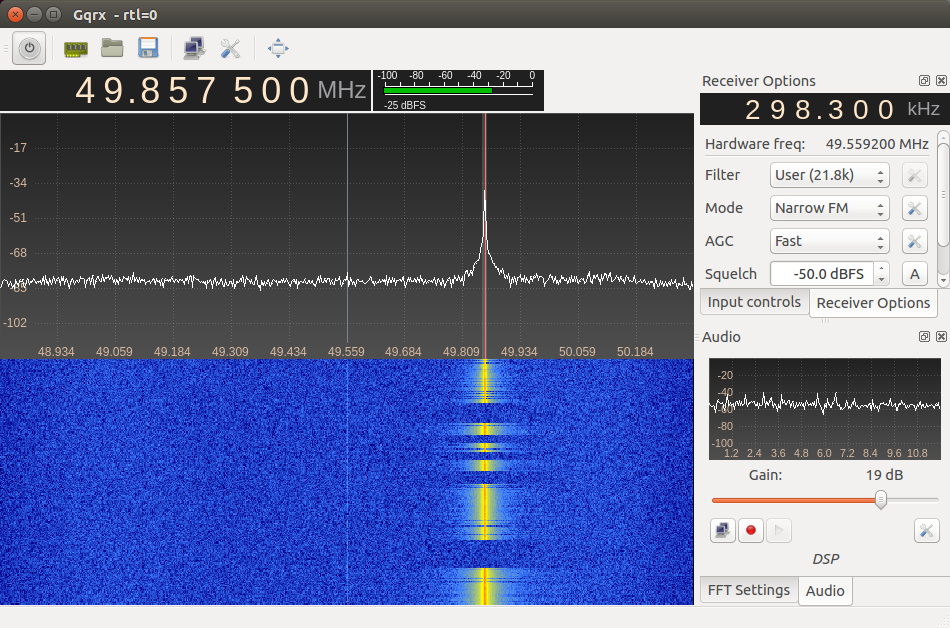 Gqrx - rtl=0
49.857 500 MHz
-100 -80 -60 -40 -20 0
-25 dBFS
-17
-34
-51
-68
-85
-102
48.934 49.059 49.184 49.309 49.434 49.559 49.684 49.809 49.934 50.059 50.184
Receiver Options
298.300 kHz
Hardware freq: 49.559200 MHz
Filter User (21.8k)
Mode Narrow FM
AGC Fast
Squelch -50.0 dBFS A
Input controls Receiver Options
Audio
-20
-40
-60
-80
-100
1.2 2.4 3.6 4.8 6.0 7.2 8.4 9.6 10.8
Gain: 19 dB
DSP
FFT Settings Audio